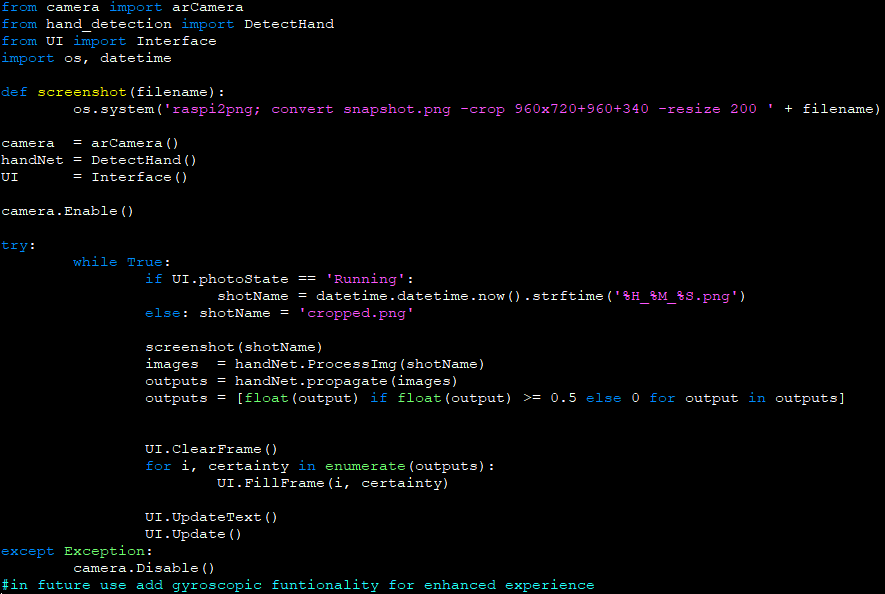 from camera import arCamera
from hand_detection import DetectHand
from UI import Interface
import os, datetime

def screenshot(filename):
        os.system('raspi2png; convert snapshot.png -crop 960x720+960+340 -resize 200 ' + filename)

camera  = arCamera()
handNet = DetectHand()
UI      = Interface()

camera.Enable()

try:
        while True:
                if UI.photoState == 'Running':
                        shotName = datetime.datetime.now().strftime('%H_%M_%S.png')
                else: shotName = 'cropped.png'

                screenshot(shotName)
                images  = handNet.ProcessImg(shotName)
                outputs = handNet.propagate(images)
                outputs = [float(output) if float(output) >= 0.5 else 0 for output in outputs]


                UI.ClearFrame()
                for i, certainty in enumerate(outputs):
                        UI.FillFrame(i, certainty)

                UI.UpdateText()
                UI.Update()
except Exception:
        camera.Disable()
#in future use add gyroscopic funtionality for enhanced experience